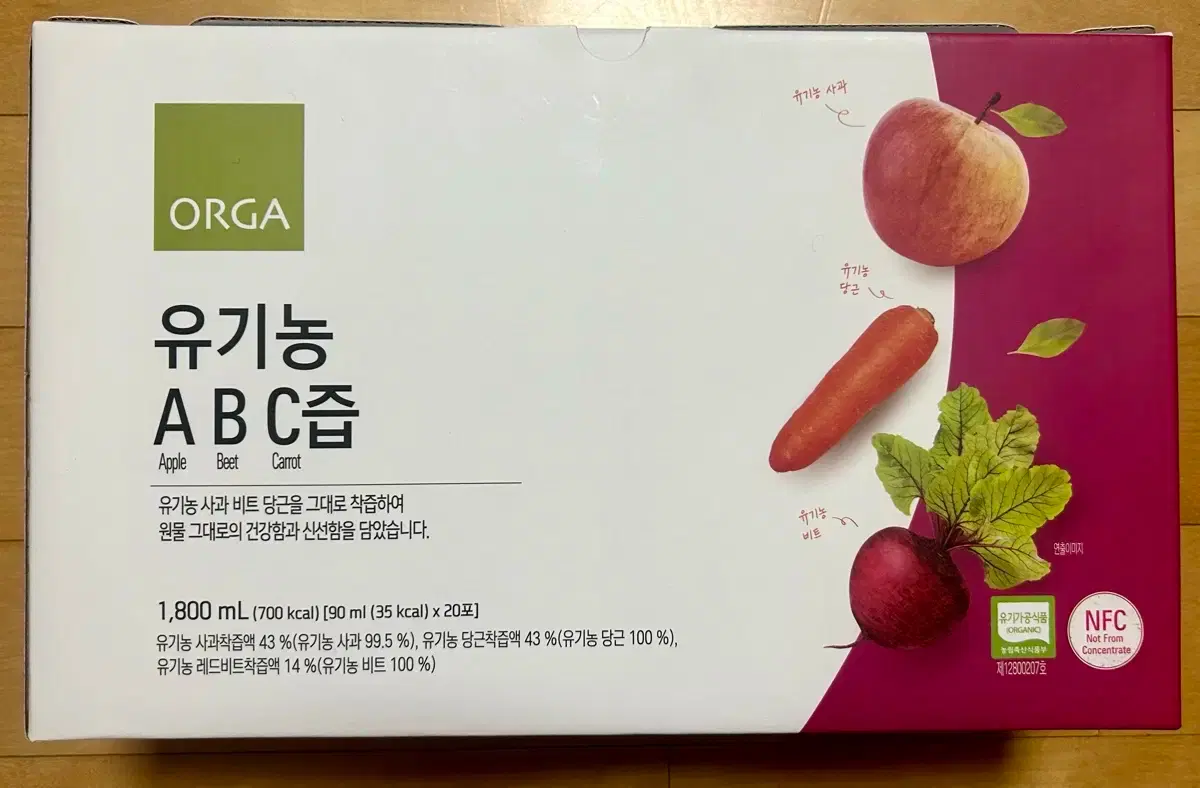 ORGA
유기농
A B C즙
Apple Beet Carrot
유기농 사과 비트 당근을 그대로 착즙하여
원물 그대로의 건강함과 신선함을 담았습니다.
1,800 mL (700 kcal) [90 ml (35 kcal) x 20포]
유기농 사과착즙액 43 %(유기농 사과 99.5 %), 유기농 당근착즙액 43 %(유기농 당근 100 %),
유기농 레드비트착즙액 14 %(유기농 비트 100 %)
유기농 사과
유기농
당근
유기농
비트
연출이미지
유기가공식품
(ORGANIC)
농림축산식품부
제12800207호
NFC
Not From
Concentrate